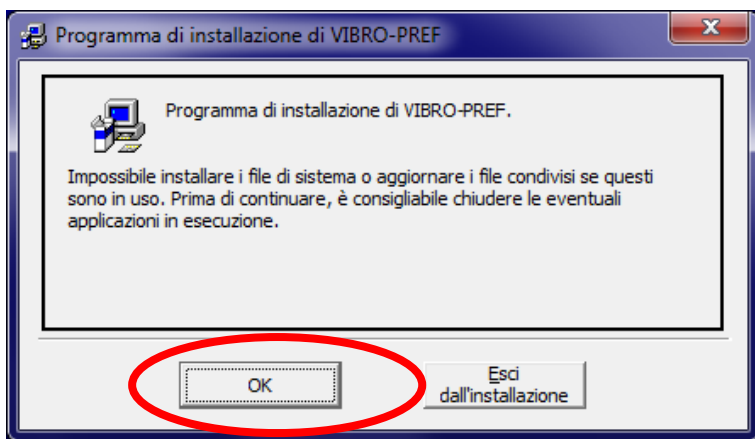 Programma di installazione di VIBRO-PREF
Programma di installazione di VIBRO-PREF.
Impossibile installare i file di sistema o aggiornare i file condivisi se questi
sono in uso. Prima di continuare, è consigliabile chiudere le eventuali
applicazioni in esecuzione.
OK
Esci
dall'installazione